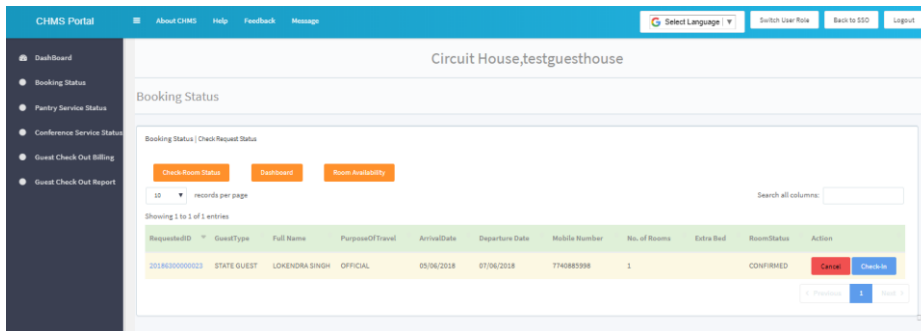 CHMS Portal
About CHMS Help Feedback Message
Select Language ▼
Switch User Role
Back to SSO
Logout
DashBoard
Booking Status
Pantry Service Status
Conference Service Status
Guest Check Out Billing
Guest Check Out Report
Circuit House,testguesthouse
Booking Status
Booking Status | Check Request Status
Check-Room Status Dashboard Room Availability
10 ▼ records per page
Search all columns:
Showing 1 to 1 of 1 entries
RequestedID GuestType Full Name PurposeOfTravel ArrivalDate Departure Date Mobile Number No. of Rooms Extra Bed RoomStatus Action
20186300000023 STATE GUEST LOKENDRA SINGH OFFICIAL 05/06/2018 07/06/2018 7740885998 1 CONFIRMED Cancel Check-In
‹ Previous 1 Next ›